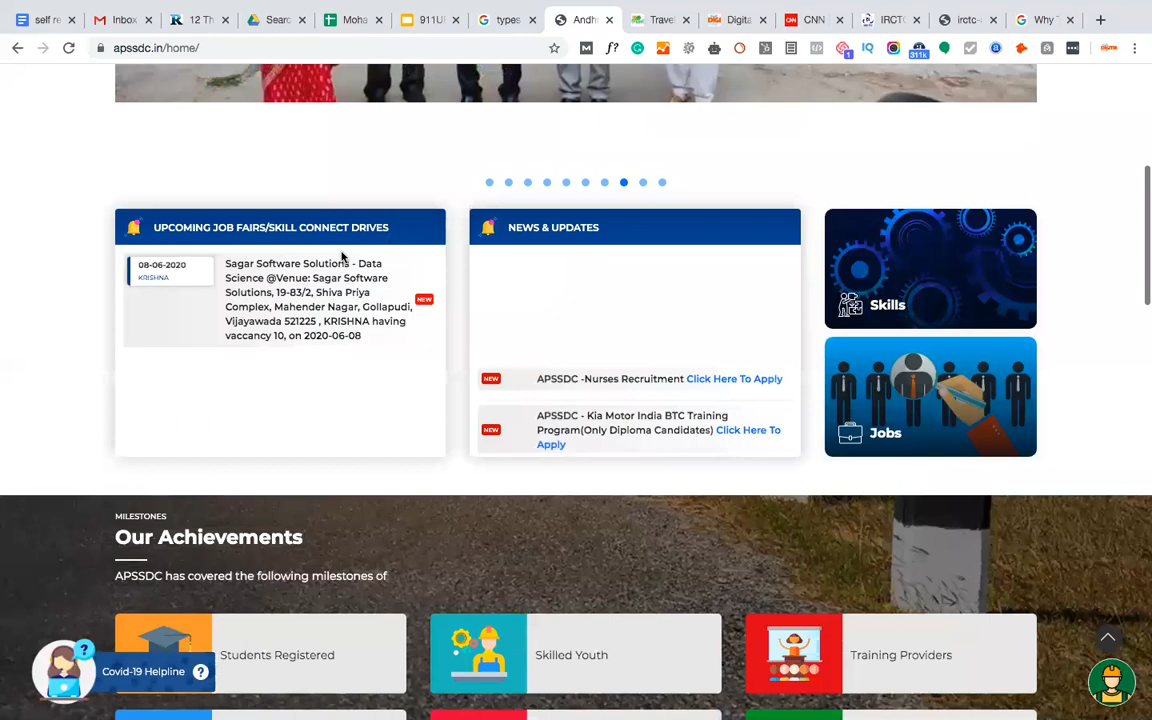 self re
Inbox
12 Th
Searc
Moha
911U
types
Andh
Travel
Digita
CNN
IRCTC
irctc-
Why
apssdc.in/home/
1
311k
UPCOMING JOB FAIRS/SKILL CONNECT DRIVES
08-06-2020
KRISHNA
Sagar Software Solutions - Data
Science @Venue: Sagar Software
Solutions, 19-83/2, Shiva Priya
Complex, Mahender Nagar, Gollapudi,
Vijayawada 521225 , KRISHNA having
vaccancy 10, on 2020-06-08
NEW
NEWS & UPDATES
NEW
APSSDC -Nurses Recruitment Click Here To Apply
NEW
APSSDC - Kia Motor India BTC Training
Program(Only Diploma Candidates) Click Here To
Apply
Skills
Jobs
MILESTONES
Our Achievements
APSSDC has covered the following milestones of
Students Registered
Skilled Youth
Training Providers
Covid-19 Helpline